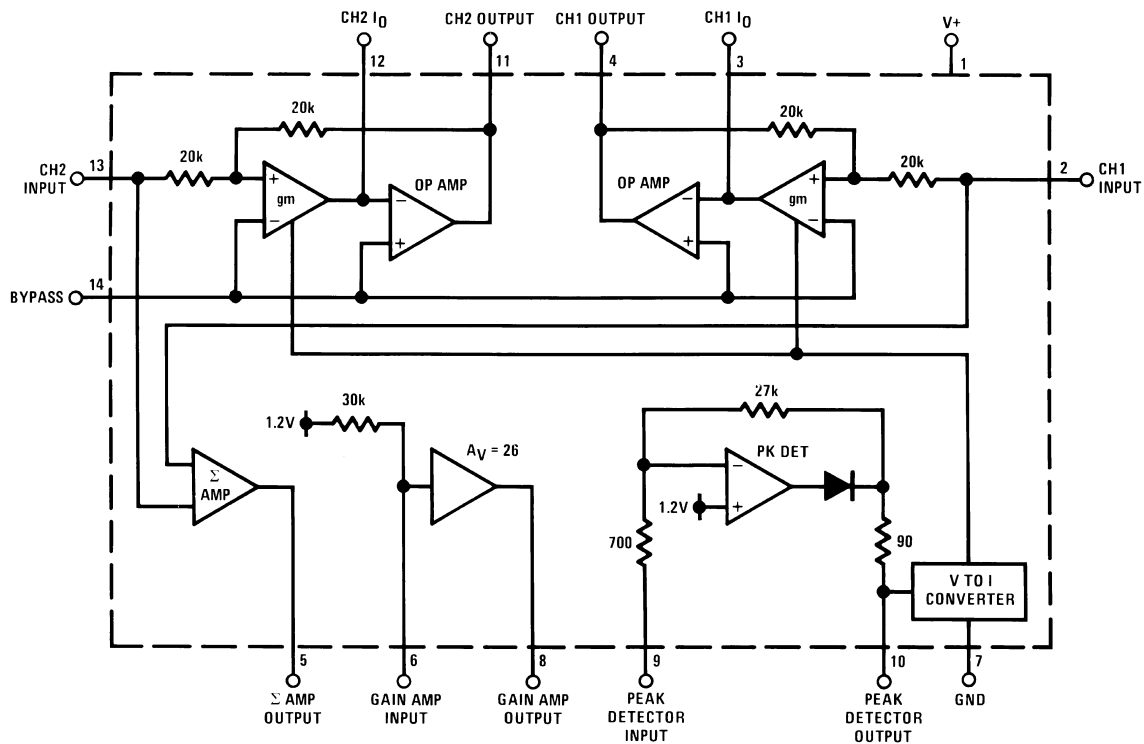 CH2 I₀
CH2 OUTPUT
CH1 OUTPUT
CH1 I₀
V+
12
11
4
3
1
20k
20k
CH2
INPUT
13
20k
+
gm
−
−
OP AMP
+
OP AMP
−
+
+
gm
−
20k
2
CH1
INPUT
BYPASS
14
1.2V
30k
A_V = 26
27k
PK DET
−
1.2V
+
Σ
AMP
700
90
V TO I
CONVERTER
5
6
8
9
10
7
Σ AMP
OUTPUT
GAIN AMP
INPUT
GAIN AMP
OUTPUT
PEAK
DETECTOR
INPUT
PEAK
DETECTOR
OUTPUT
GND